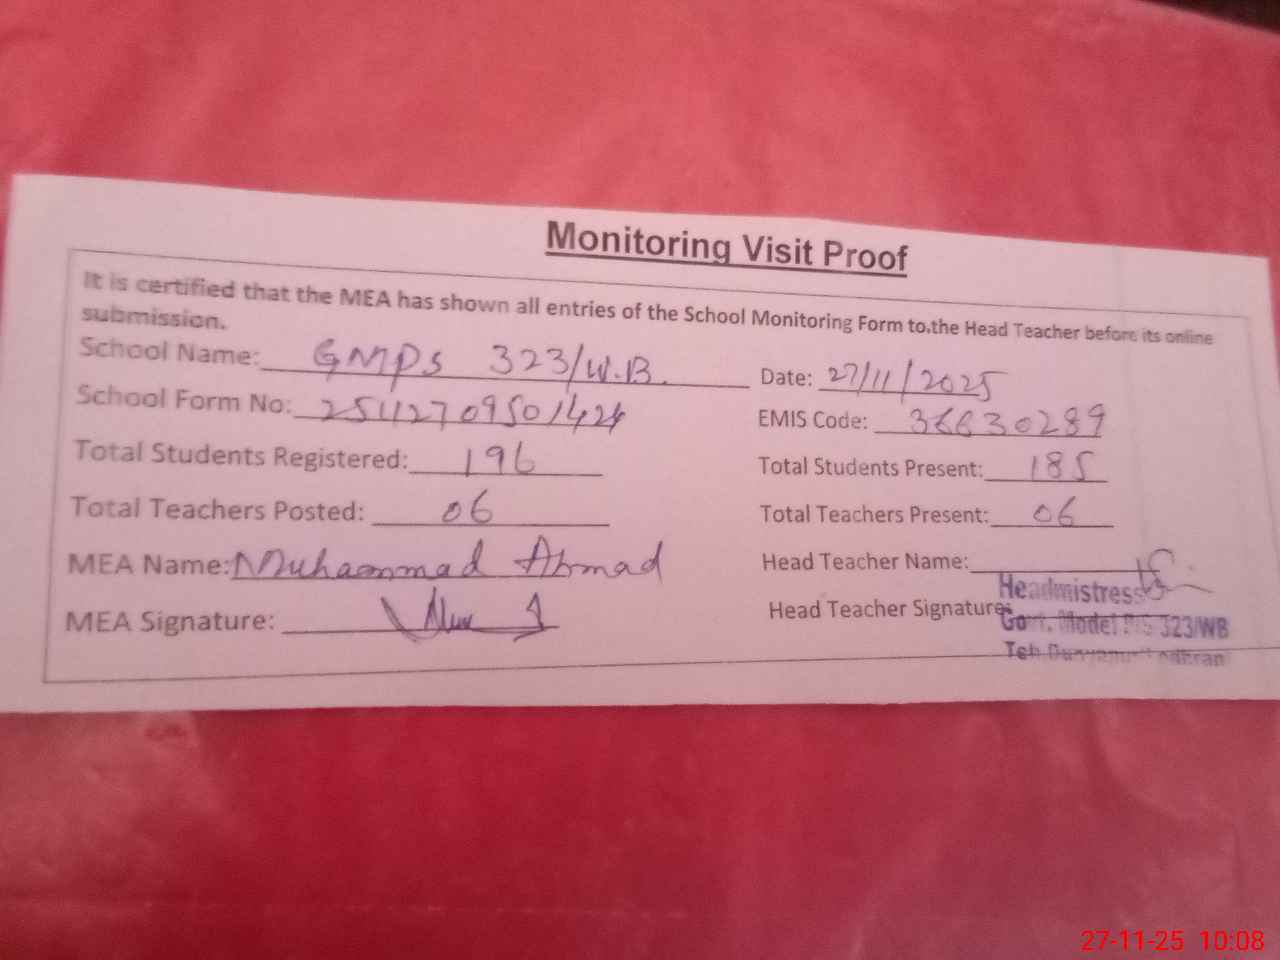 Monitoring Visit Proof
It is certified that the MEA has shown all entries of the School Monitoring Form to.the Head Teacher before its online
submission.
School Name: GMPS 323/W.B.
Date: 27/11/2025
School Form No: 25112709501424
EMIS Code: 36630289
Total Students Registered: 196
Total Students Present: 185
Total Teachers Posted: 06
Total Teachers Present: 06
MEA Name: Muhammad Ahmad
Head Teacher Name:
MEA Signature:
Head Teacher Signature:
Headmistress
Govt. Model P/S 323/WB
Teh. Lodhran
27-11-25 10:08